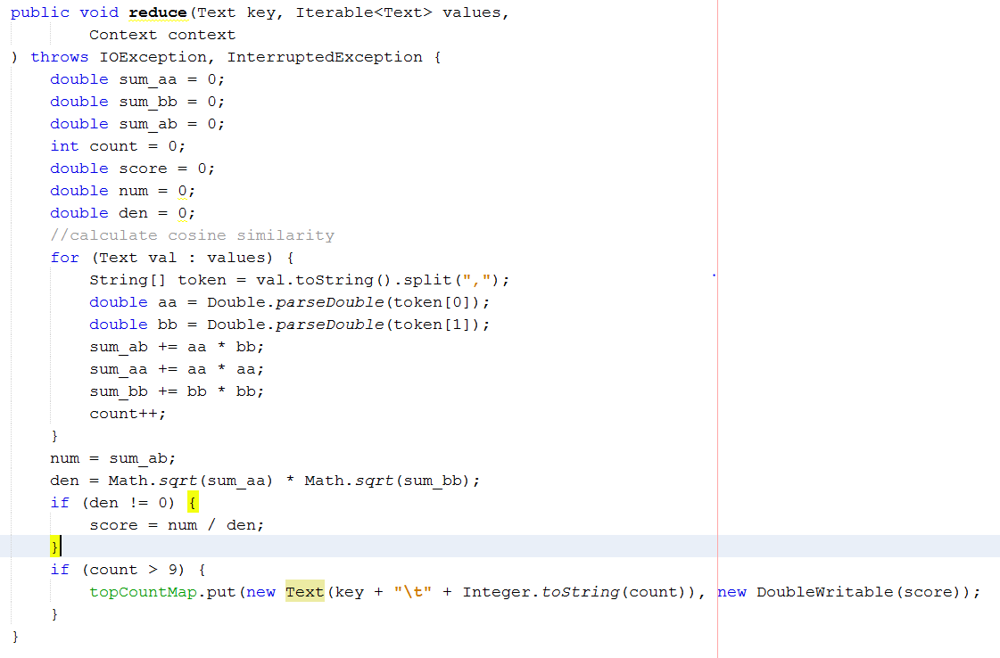 public void reduce(Text key, Iterable<Text> values,
        Context context
) throws IOException, InterruptedException {
    double sum_aa = 0;
    double sum_bb = 0;
    double sum_ab = 0;
    int count = 0;
    double score = 0;
    double num = 0;
    double den = 0;
    //calculate cosine similarity
    for (Text val : values) {
        String[] token = val.toString().split(",");
        double aa = Double.parseDouble(token[0]);
        double bb = Double.parseDouble(token[1]);
        sum_ab += aa * bb;
        sum_aa += aa * aa;
        sum_bb += bb * bb;
        count++;
    }
    num = sum_ab;
    den = Math.sqrt(sum_aa) * Math.sqrt(sum_bb);
    if (den != 0) {
        score = num / den;
    }
    if (count > 9) {
        topCountMap.put(new Text(key + "\t" + Integer.toString(count)), new DoubleWritable(score));
    }
}